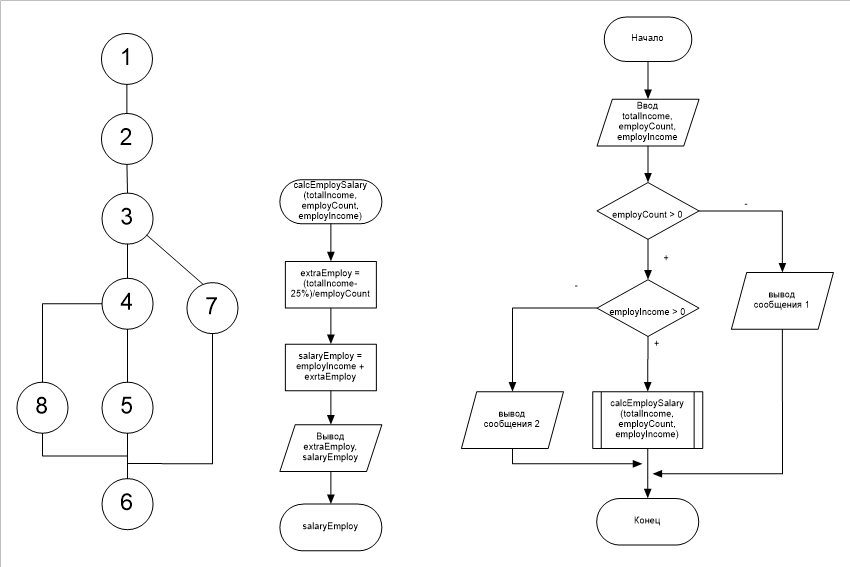 1
2
3
4
7
8
5
6
calcEmploySalary
(totalIncome,
employCount,
employIncome)
extraEmploy =
(totalIncome-
25%)/employCount
salaryEmploy =
employIncome +
exrtaEmploy
Вывод
extraEmploy,
salaryEmploy
salaryEmploy
Начало
Ввод
totalIncome,
employCount,
employIncome
employCount > 0
-
+
вывод
сообщения 1
employIncome > 0
-
+
вывод
сообщения 2
calcEmploySalary
(totalIncome,
employCount,
employIncome)
Конец